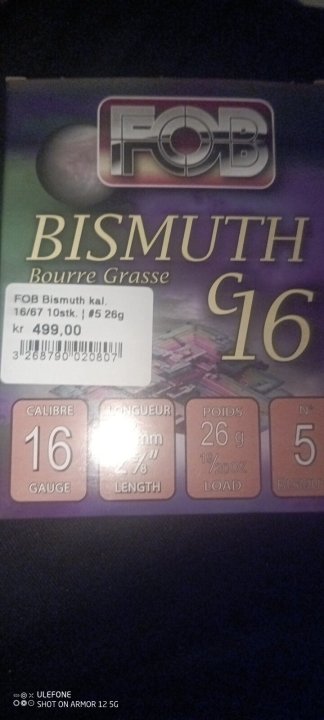 FOB
BISMUTH
Bourre Grasse
C16
FOB Bismuth kal.
16/67 10stk. | #5 26g
kr 499,00
3 268790 020807
CALIBRE
16
GAUGE
LONGUEUR
mm
LENGTH
POIDS
26 g
LOAD
N°
5
ULEFONE
SHOT ON ARMOR 12 5G